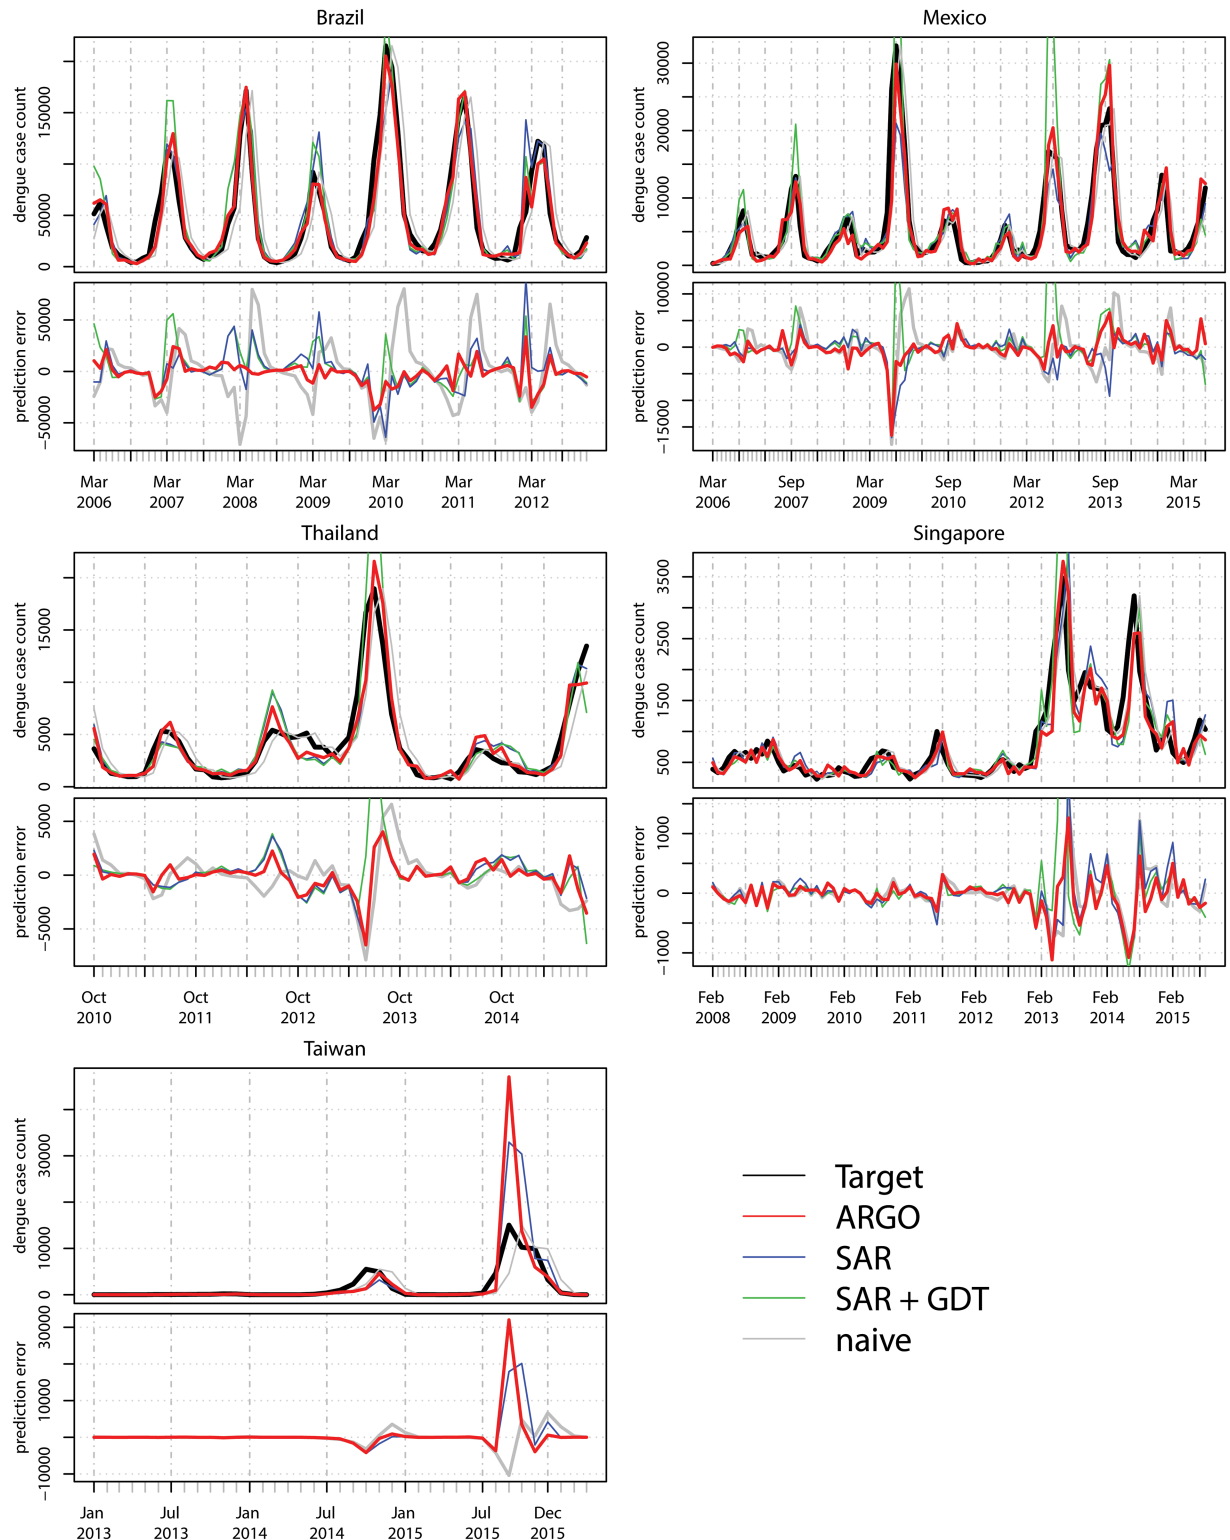 Brazil
dengue case count
0
50000
150000
prediction error
−50000
0
50000
Mar
2006
Mar
2007
Mar
2008
Mar
2009
Mar
2010
Mar
2011
Mar
2012
Mexico
dengue case count
0
10000
20000
30000
prediction error
−15000
0
10000
Mar
2006
Sep
2007
Mar
2009
Sep
2010
Mar
2012
Sep
2013
Mar
2015
Thailand
dengue case count
0
5000
15000
prediction error
−5000
0
5000
Oct
2010
Oct
2011
Oct
2012
Oct
2013
Oct
2014
Singapore
dengue case count
500
1500
2500
3500
prediction error
−1000
0
1000
Feb
2008
Feb
2009
Feb
2010
Feb
2011
Feb
2012
Feb
2013
Feb
2014
Feb
2015
Taiwan
dengue case count
0
10000
30000
prediction error
−10000
10000
30000
Jan
2013
Jul
2013
Jan
2014
Jul
2014
Jan
2015
Jul
2015
Dec
2015
Target
ARGO
SAR
SAR + GDT
naive